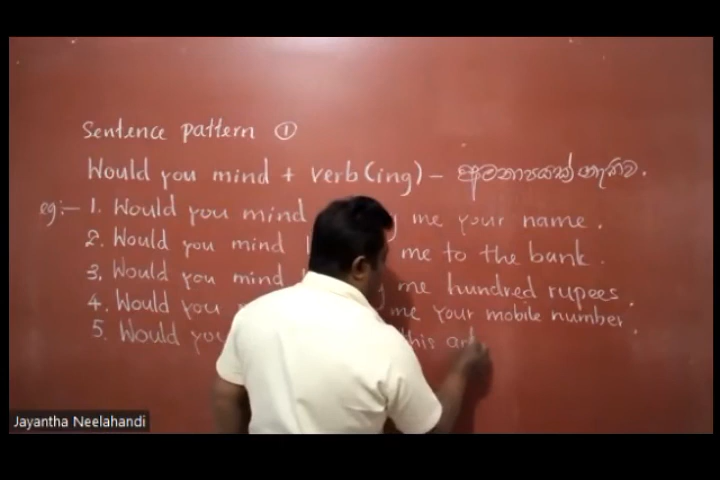 Sentence pattern ①
Would you mind + verb (ing) - අමනාපයක් නැතිව.
eg:- 1. Would you mind me your name.
2. Would you mind me to the bank.
3. Would you mind me hundred rupees.
4. Would you me your mobile number.
5. Would you this
Jayantha Neelahandi